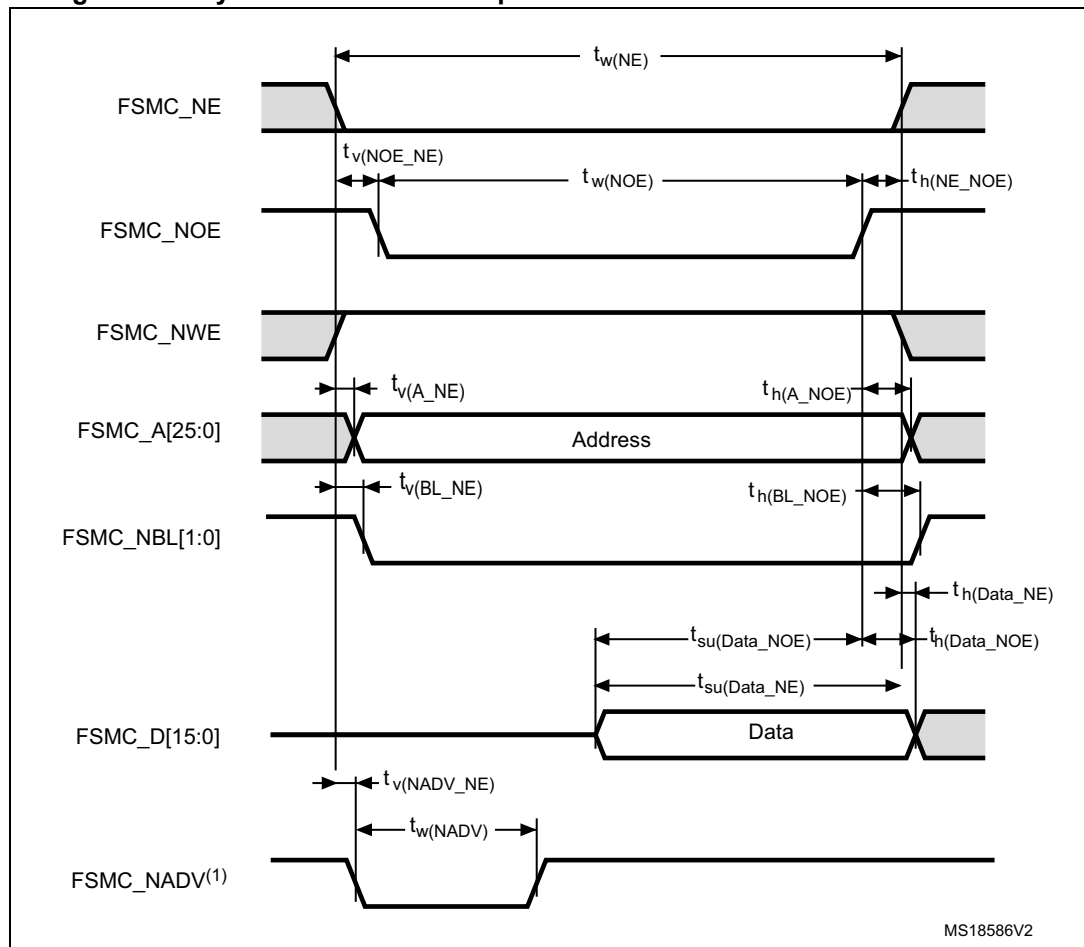 tw(NE)
FSMC_NE
tv(NOE_NE)
tw(NOE)
th(NE_NOE)
FSMC_NOE
FSMC_NWE
tv(A_NE)
th(A_NOE)
FSMC_A[25:0]
Address
tv(BL_NE)
th(BL_NOE)
FSMC_NBL[1:0]
th(Data_NE)
tsu(Data_NOE)
th(Data_NOE)
tsu(Data_NE)
FSMC_D[15:0]
Data
tv(NADV_NE)
tw(NADV)
FSMC_NADV(1)
MS18586V2